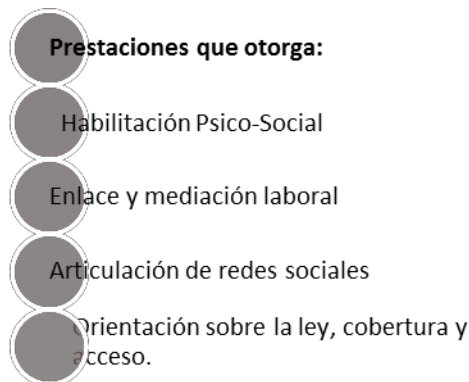 Prestaciones que otorga:
Habilitación Psico-Social
Enlace y mediación laboral
Articulación de redes sociales
Orientación sobre la ley, cobertura y
acceso.